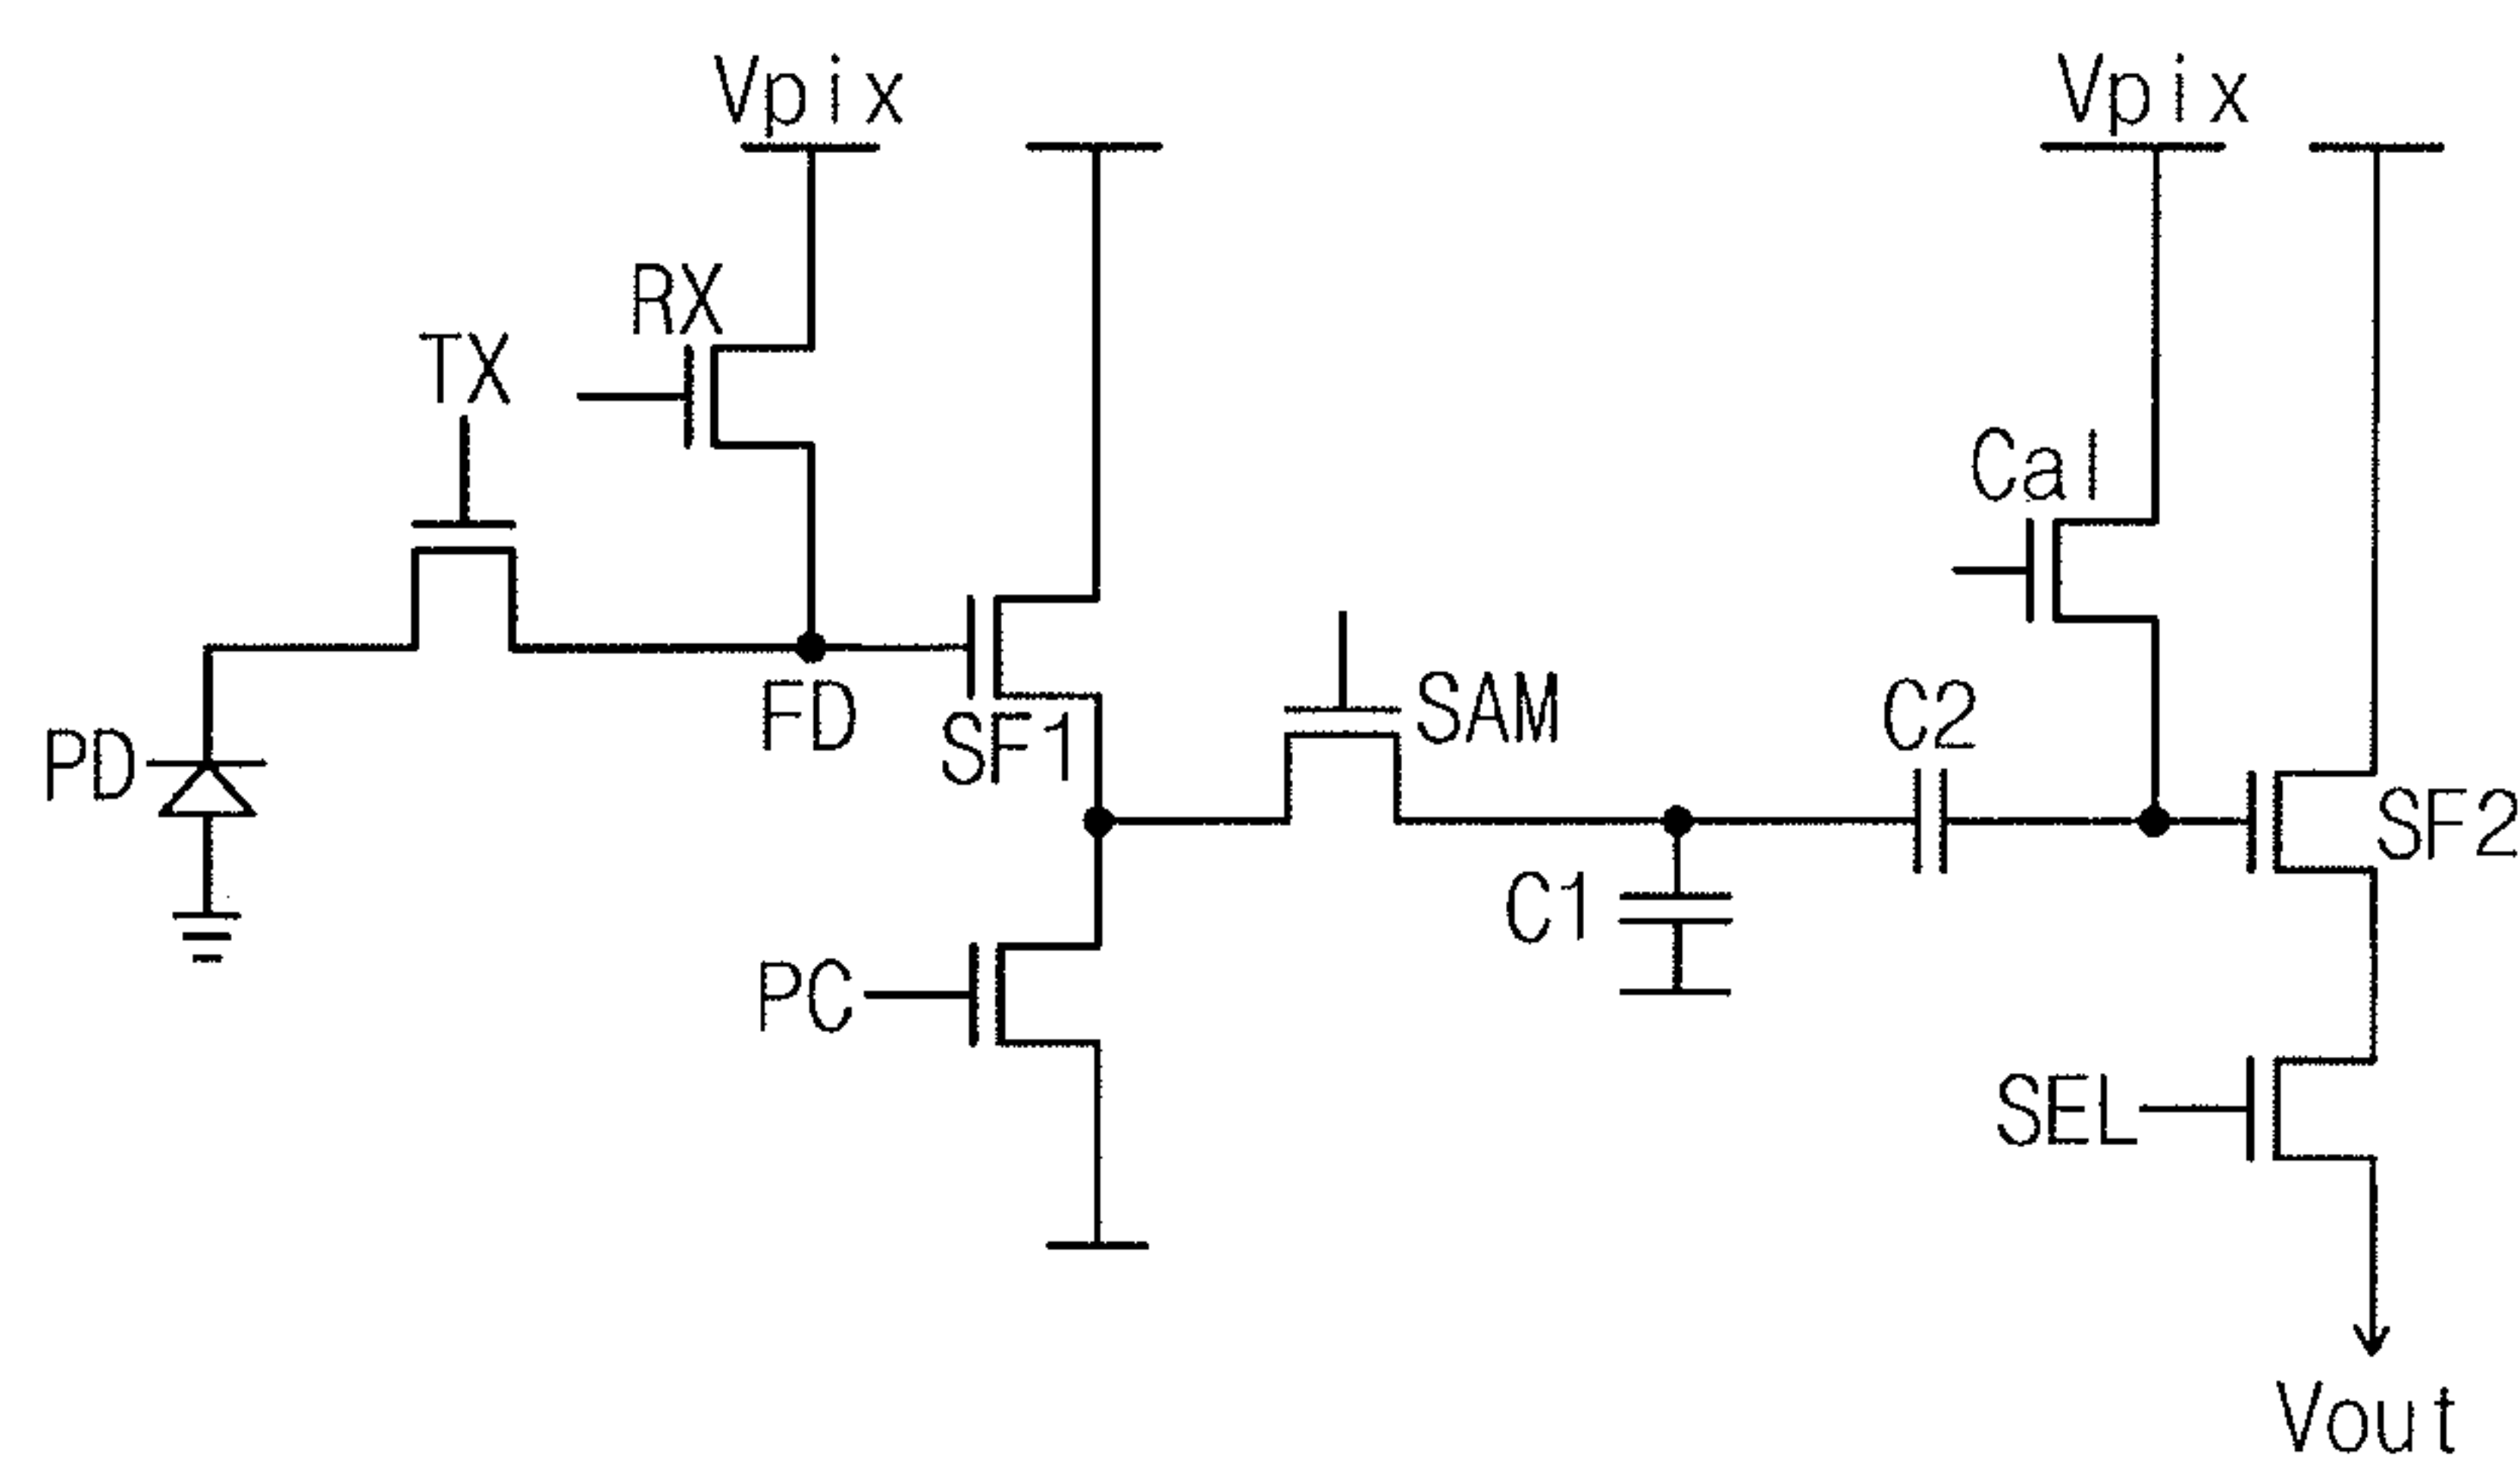 Vpix
Vpix
RX
TX
Cal
FD
SF1
SAM
C2
PD
SF2
C1
PC
SEL
Vout